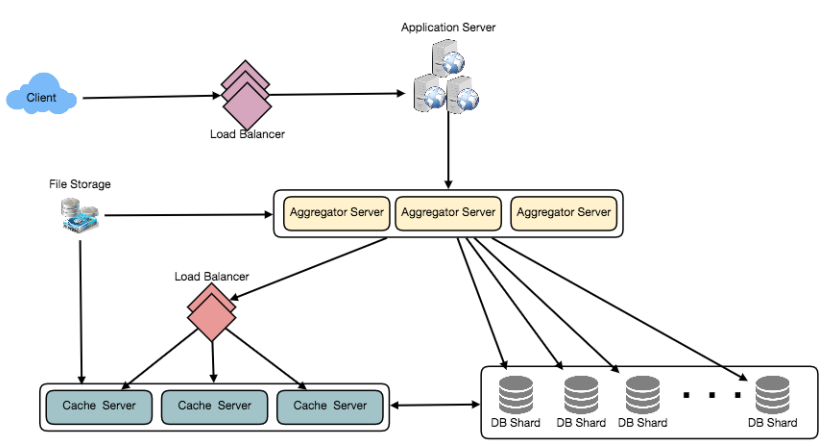 Application Server
Client
Load Balancer
File Storage
Aggregator Server
Aggregator Server
Aggregator Server
Load Balancer
Cache Server
Cache Server
Cache Server
DB Shard
DB Shard
DB Shard
DB Shard